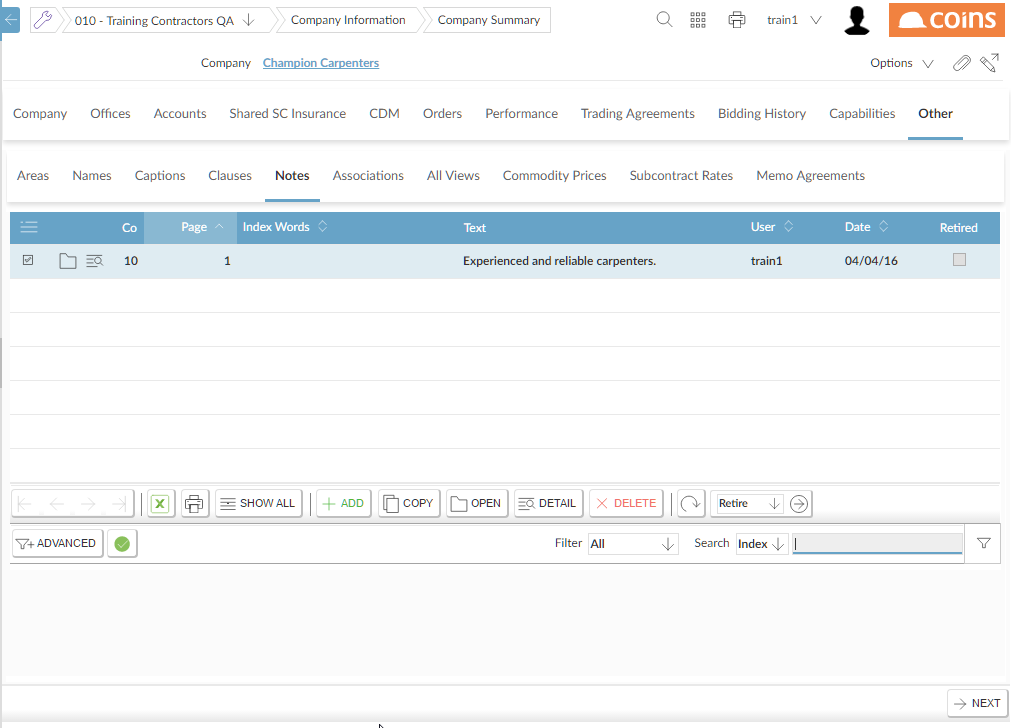 010 - Training Contractors QA Company Information Company Summary train1 coins
Company Champion Carpenters Options
Company Offices Accounts Shared SC Insurance CDM Orders Performance Trading Agreements Bidding History Capabilities Other
Areas Names Captions Clauses Notes Associations All Views Commodity Prices Subcontract Rates Memo Agreements
Co Page Index Words Text User Date Retired
10 1 Experienced and reliable carpenters. train1 04/04/16
X SHOW ALL ADD COPY OPEN DETAIL DELETE Retire
ADVANCED Filter All Search Index
NEXT